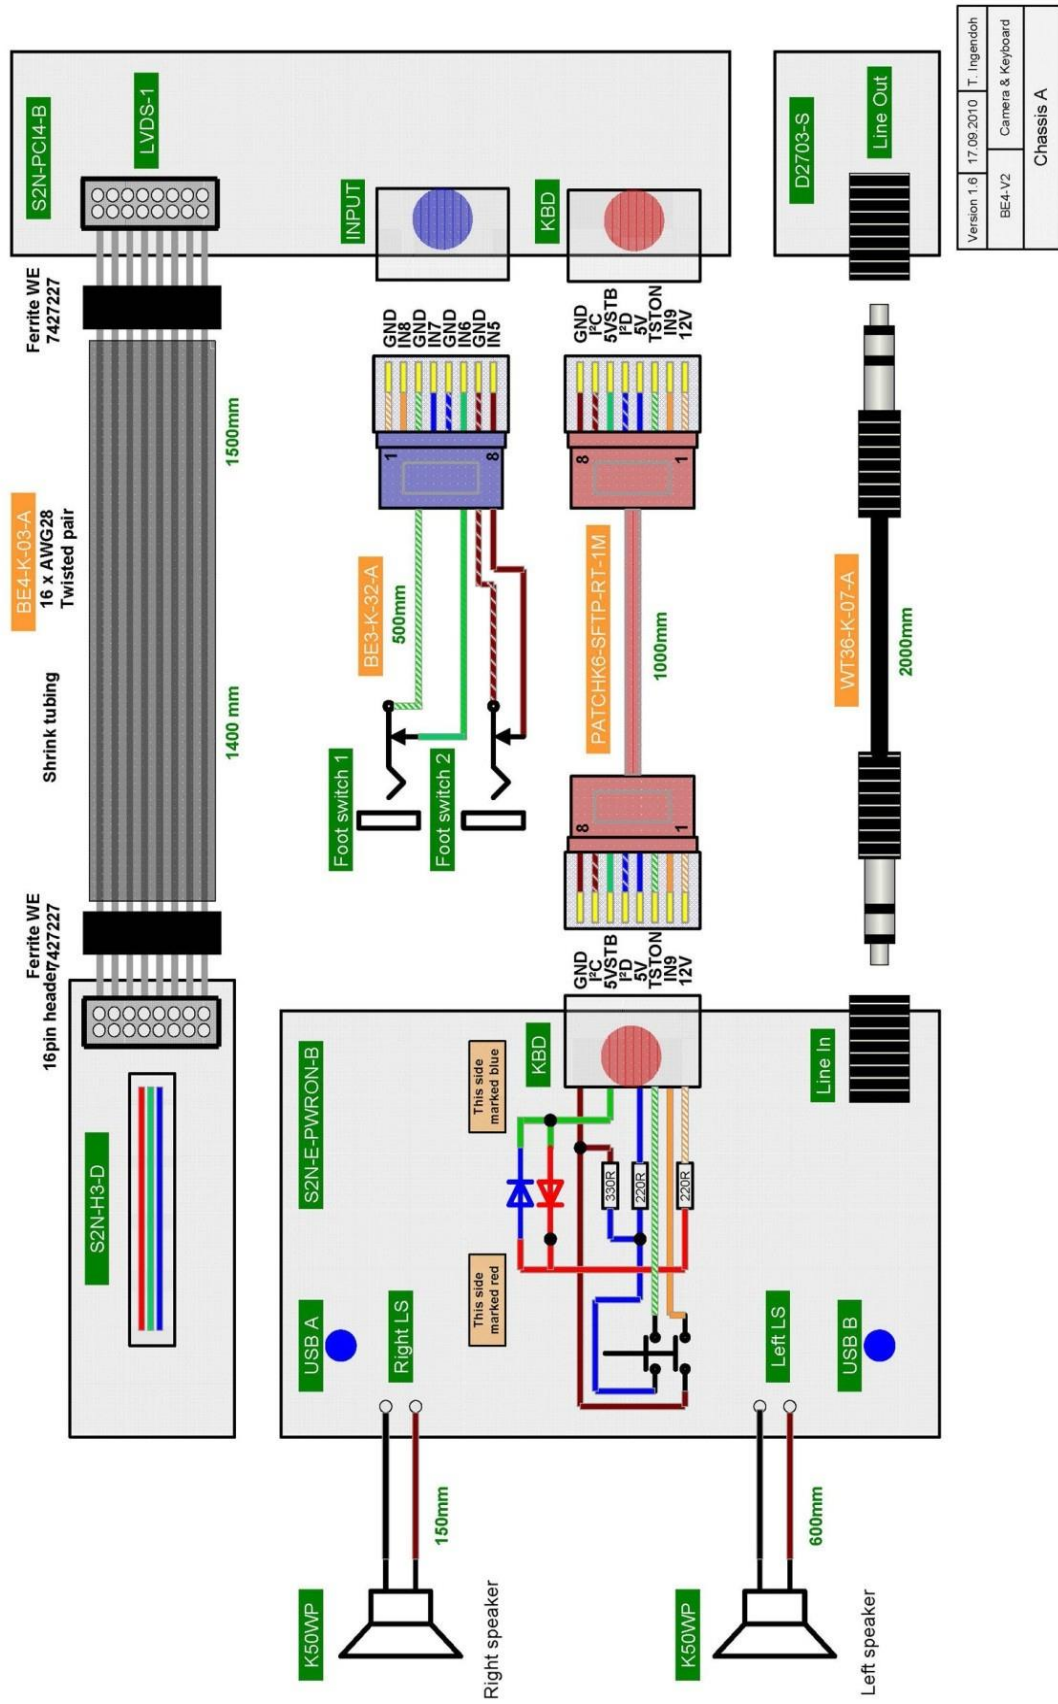 S2N-H3-D
16pin header
Ferrite WE
7427227
Shrink tubing
1400 mm
BE4-K-03-A
16 x AWG28
Twisted pair
1500mm
Ferrite WE
7427227
S2N-PCI4-B
LVDS-1
K50WP
Right speaker
150mm
USB A
Right LS
S2N-E-PWRON-B
This side
marked red
This side
marked blue
KBD
330R
220R
220R
Foot switch 1
Foot switch 2
BE3-K-32-A
500mm
1
8
GND
IN8
GND
IN7
GND
IN6
GND
IN5
INPUT
GND
I²C
5VSTB
I²D
5V
TSTON
IN9
12V
8
1
PATCHK6-SFTP-RT-1M
1000mm
8
1
GND
I²C
5VSTB
I²D
5V
TSTON
IN9
12V
KBD
K50WP
Left speaker
600mm
Left LS
USB B
Line In
WT36-K-07-A
2000mm
D2703-S
Line Out
Version 1.6 17.09.2010 T. Ingendoh
BE4-V2 Camera & Keyboard
Chassis A